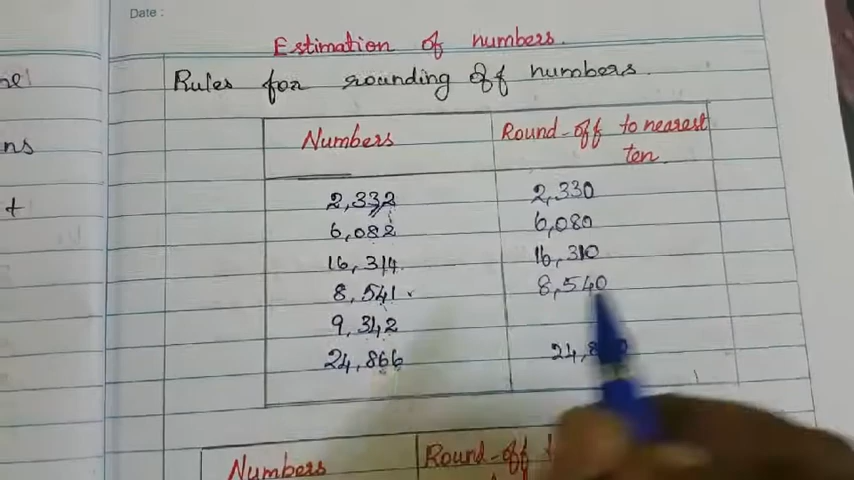 Date :
Estimation of numbers.
Rules for rounding off numbers.
Numbers Round-off to nearest
ten
2,332 2,330
6,082 6,080
16,314 16,310
8,541 8,540
9,342
24,866
Numbers Round-off